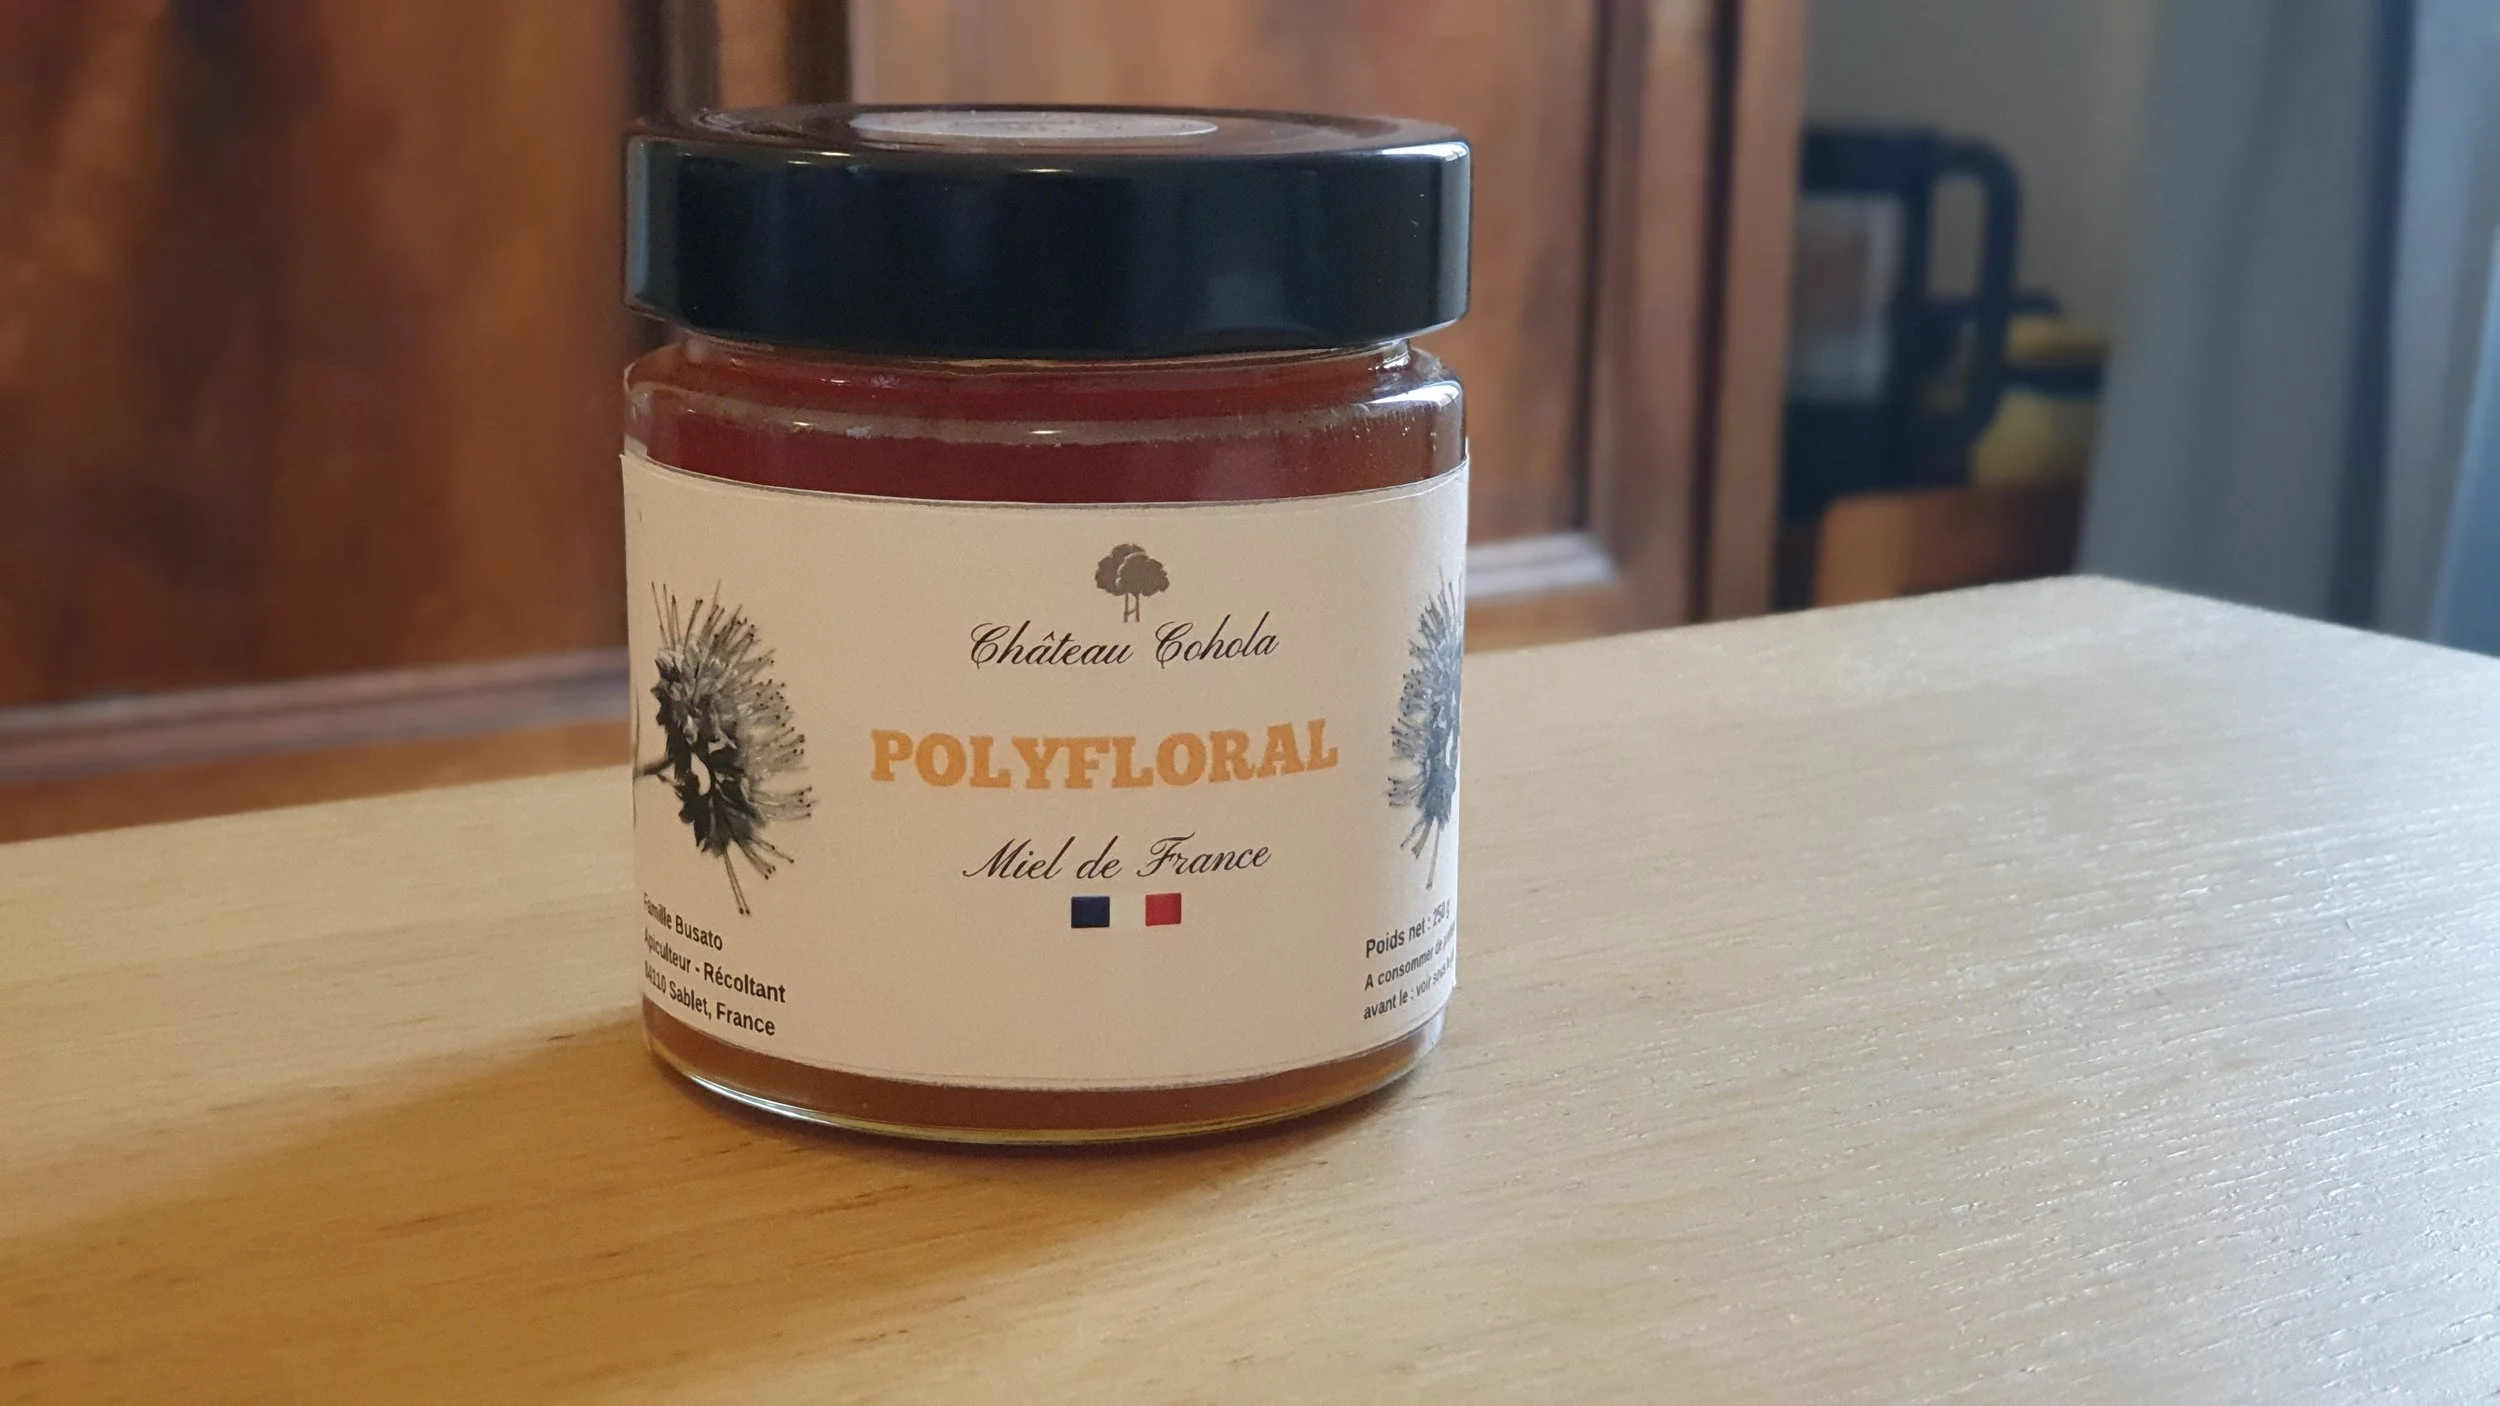 Château Cohola
POLYFLORAL
Miel de France
Famille Busato
Apiculteur - Récoltant
84110 Sablet, France
Poids net : 250 g
A consommer de
avant le : voir sous